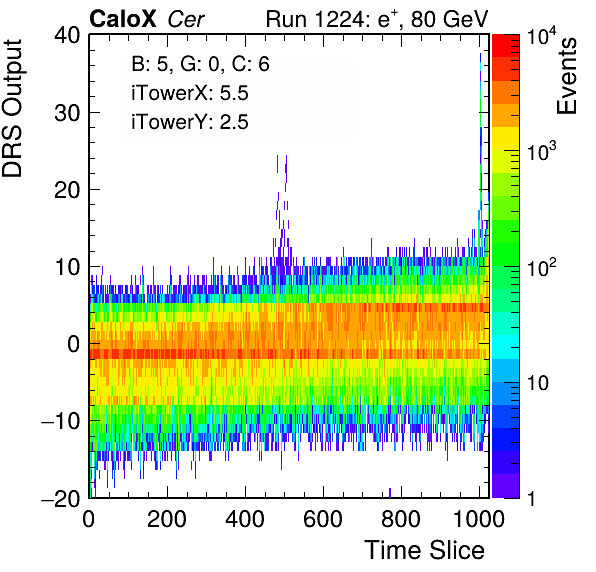 CaloX Cer Run 1224: e+, 80 GeV
B: 5, G: 0, C: 6
iTowerX: 5.5
iTowerY: 2.5
DRS Output
40
30
20
10
0
−10
−20
0 200 400 600 800 1000
Time Slice
Events
10^4
10^3
10^2
10
1